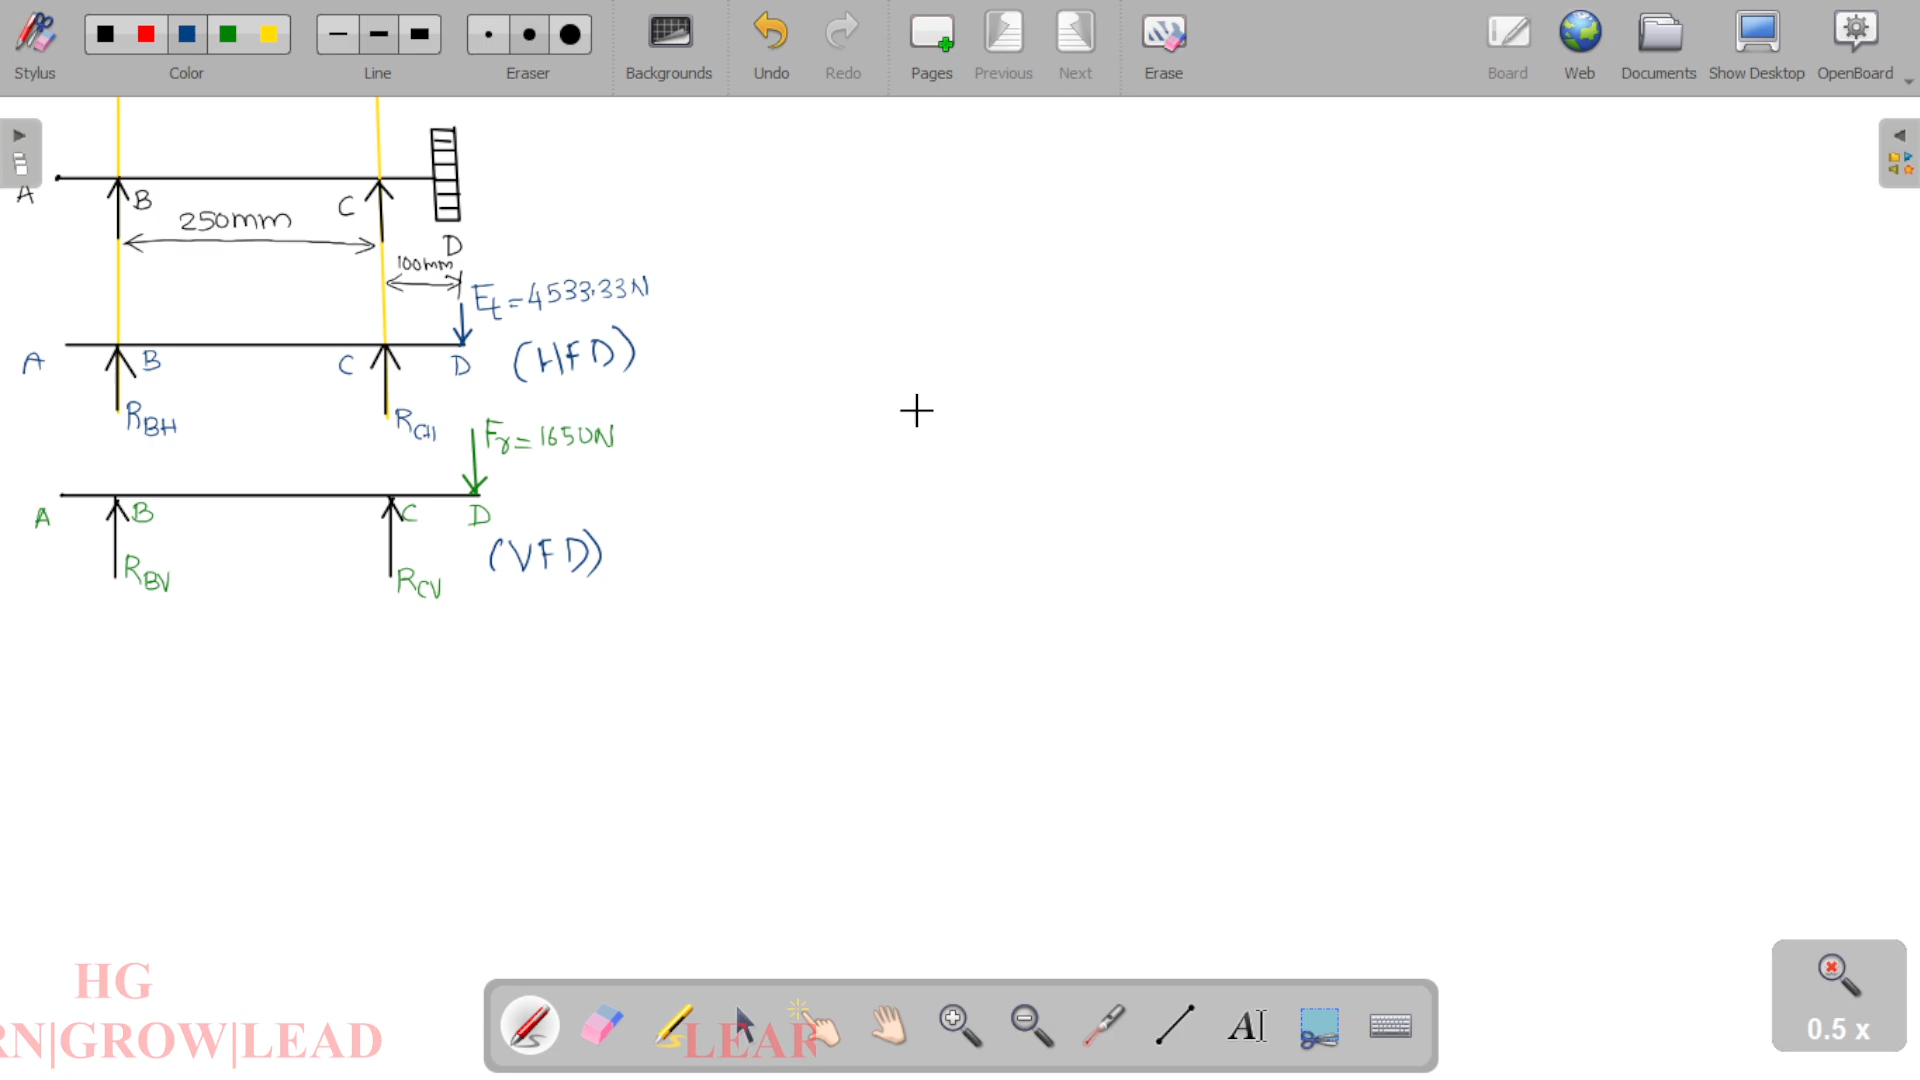 Stylus Color Line Eraser Backgrounds Undo Redo Pages Previous Next Erase Board Web Documents Show Desktop OpenBoard
A B C
250mm
D
100mm
Ft = 4533.33N
A B C D (HFD)
RBH RCH
Fr = 1650N
A B C D
(VFD)
RBV RCV
HG
RN|GROW|LEAD
LEAR
AI
0.5 x